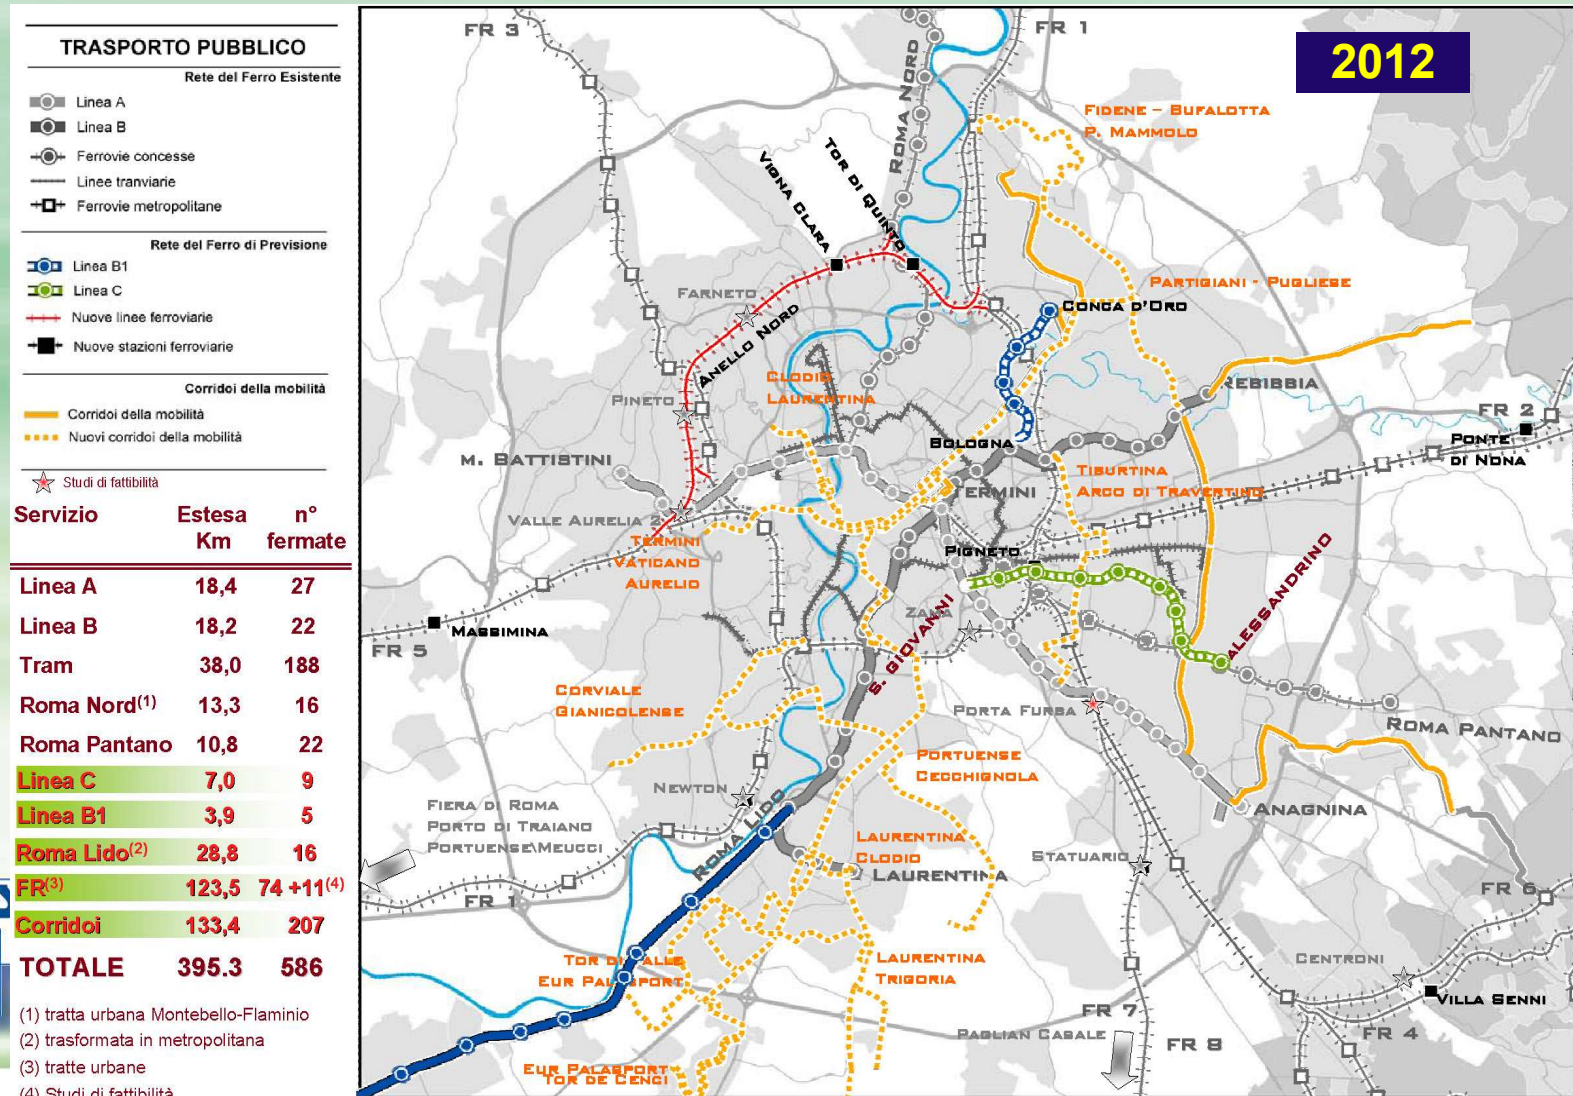 TRASPORTO PUBBLICO
Rete del Ferro Esistente
Linea A
Linea B
Ferrovie concesse
Linee tranviarie
Ferrovie metropolitane
Rete del Ferro di Previsione
Linea B1
Linea C
Nuove linee ferroviarie
Nuove stazioni ferroviarie
Corridoi della mobilità
Corridoi della mobilità
Nuovi corridoi della mobilità
Studi di fattibilità
Servizio Estesa n°
Km fermate
Linea A 18,4 27
Linea B 18,2 22
Tram 38,0 188
Roma Nord(1) 13,3 16
Roma Pantano 10,8 22
Linea C 7,0 9
Linea B1 3,9 5
Roma Lido(2) 28,8 16
FR(3) 123,5 74 +11(4)
Corridoi 133,4 207
TOTALE 395.3 586
(1) tratta urbana Montebello-Flaminio
(2) trasformata in metropolitana
(3) tratte urbane
(4) Studi di fattibilità
2012
FR 3
ROMA NORD
FR 1
FIDENE – BUFALOTTA
P. MAMMOLO
VIGNA CLARA
TOR DI QUINTO
FARNETO
ANELLO NORD
PARTIGIANI - PUGLIESE
CONCA D'ORO
CLODIO
LAURENTINA
PINETO
REBIBBIA
FR 2
PONTE
DI NONA
BOLOGNA
M. BATTISTINI
TIBURTINA
ARCO DI TRAVERTINO
TERMINI
VALLE AURELIA 2
TERMINI
VATICANO
AURELIO
PIGNETO
ALESSANDRINO
ZAMA
MASSIMINA
FR 5
S. GIOVANNI
CORVIALE
GIANICOLENSE
PORTA FURBA
ROMA PANTANO
PORTUENSE
CECCHIGNOLA
NEWTON
ROMA LIDO
FIERA DI ROMA
PORTO DI TRAIANO
PORTUENSE\MEUCCI
ANAGNINA
LAURENTINA
CLODIO
STATUARIO
LAURENTINA
FR 1
FR 6
TOR DI VALLE
EUR PALASPORT
LAURENTINA
TRIGORIA
CENTRONI
VILLA SENNI
FR 7
PAGLIAN CASALE
FR 8
FR 4
EUR PALASPORT
TOR DE CENCI